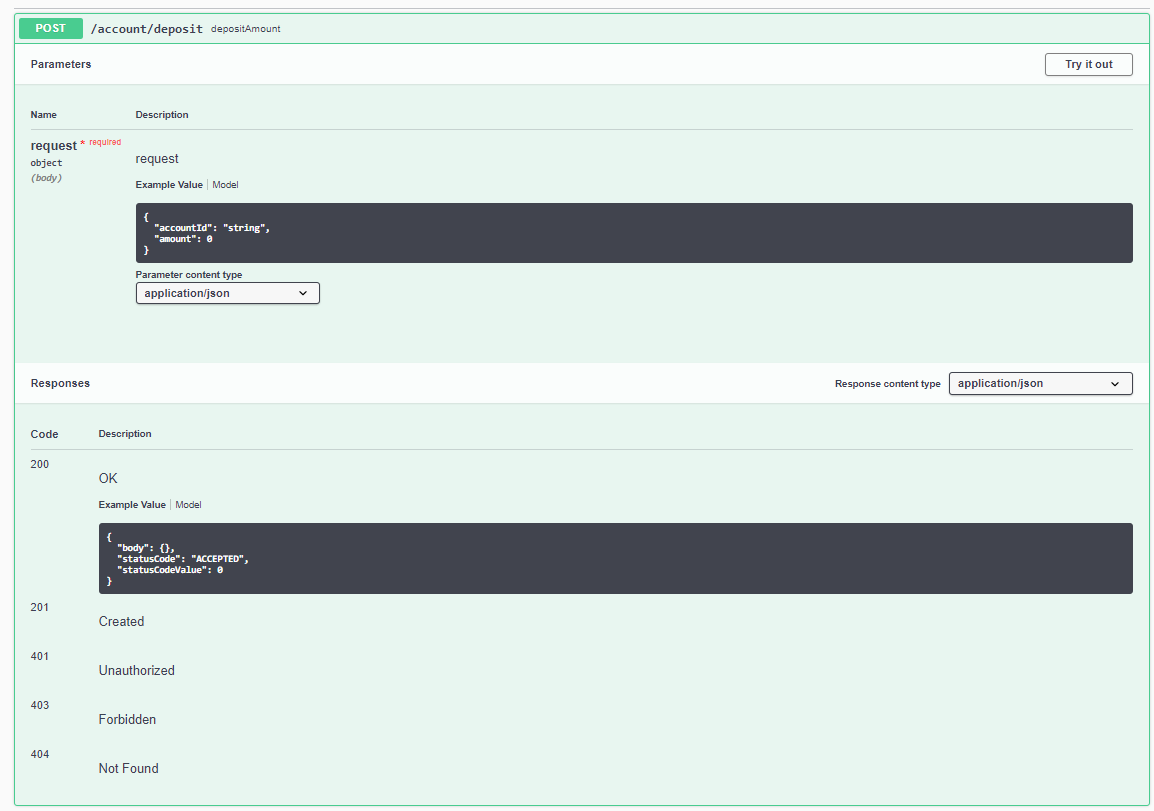 POST /account/deposit depositAmount
Parameters Try it out
Name Description
request * required
object
(body)
request
Example Value Model
{
"accountId": "string",
"amount": 0
}
Parameter content type
application/json
Responses Response content type application/json
Code Description
200
OK
Example Value Model
{
"body": {},
"statusCode": "ACCEPTED",
"statusCodeValue": 0
}
201
Created
401
Unauthorized
403
Forbidden
404
Not Found